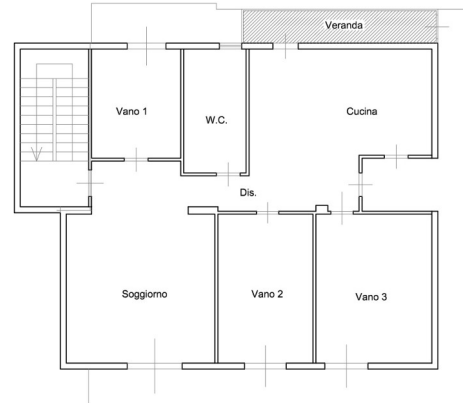 Veranda
Vano 1
W.C.
Cucina
Dis.
Soggiorno
Vano 2
Vano 3